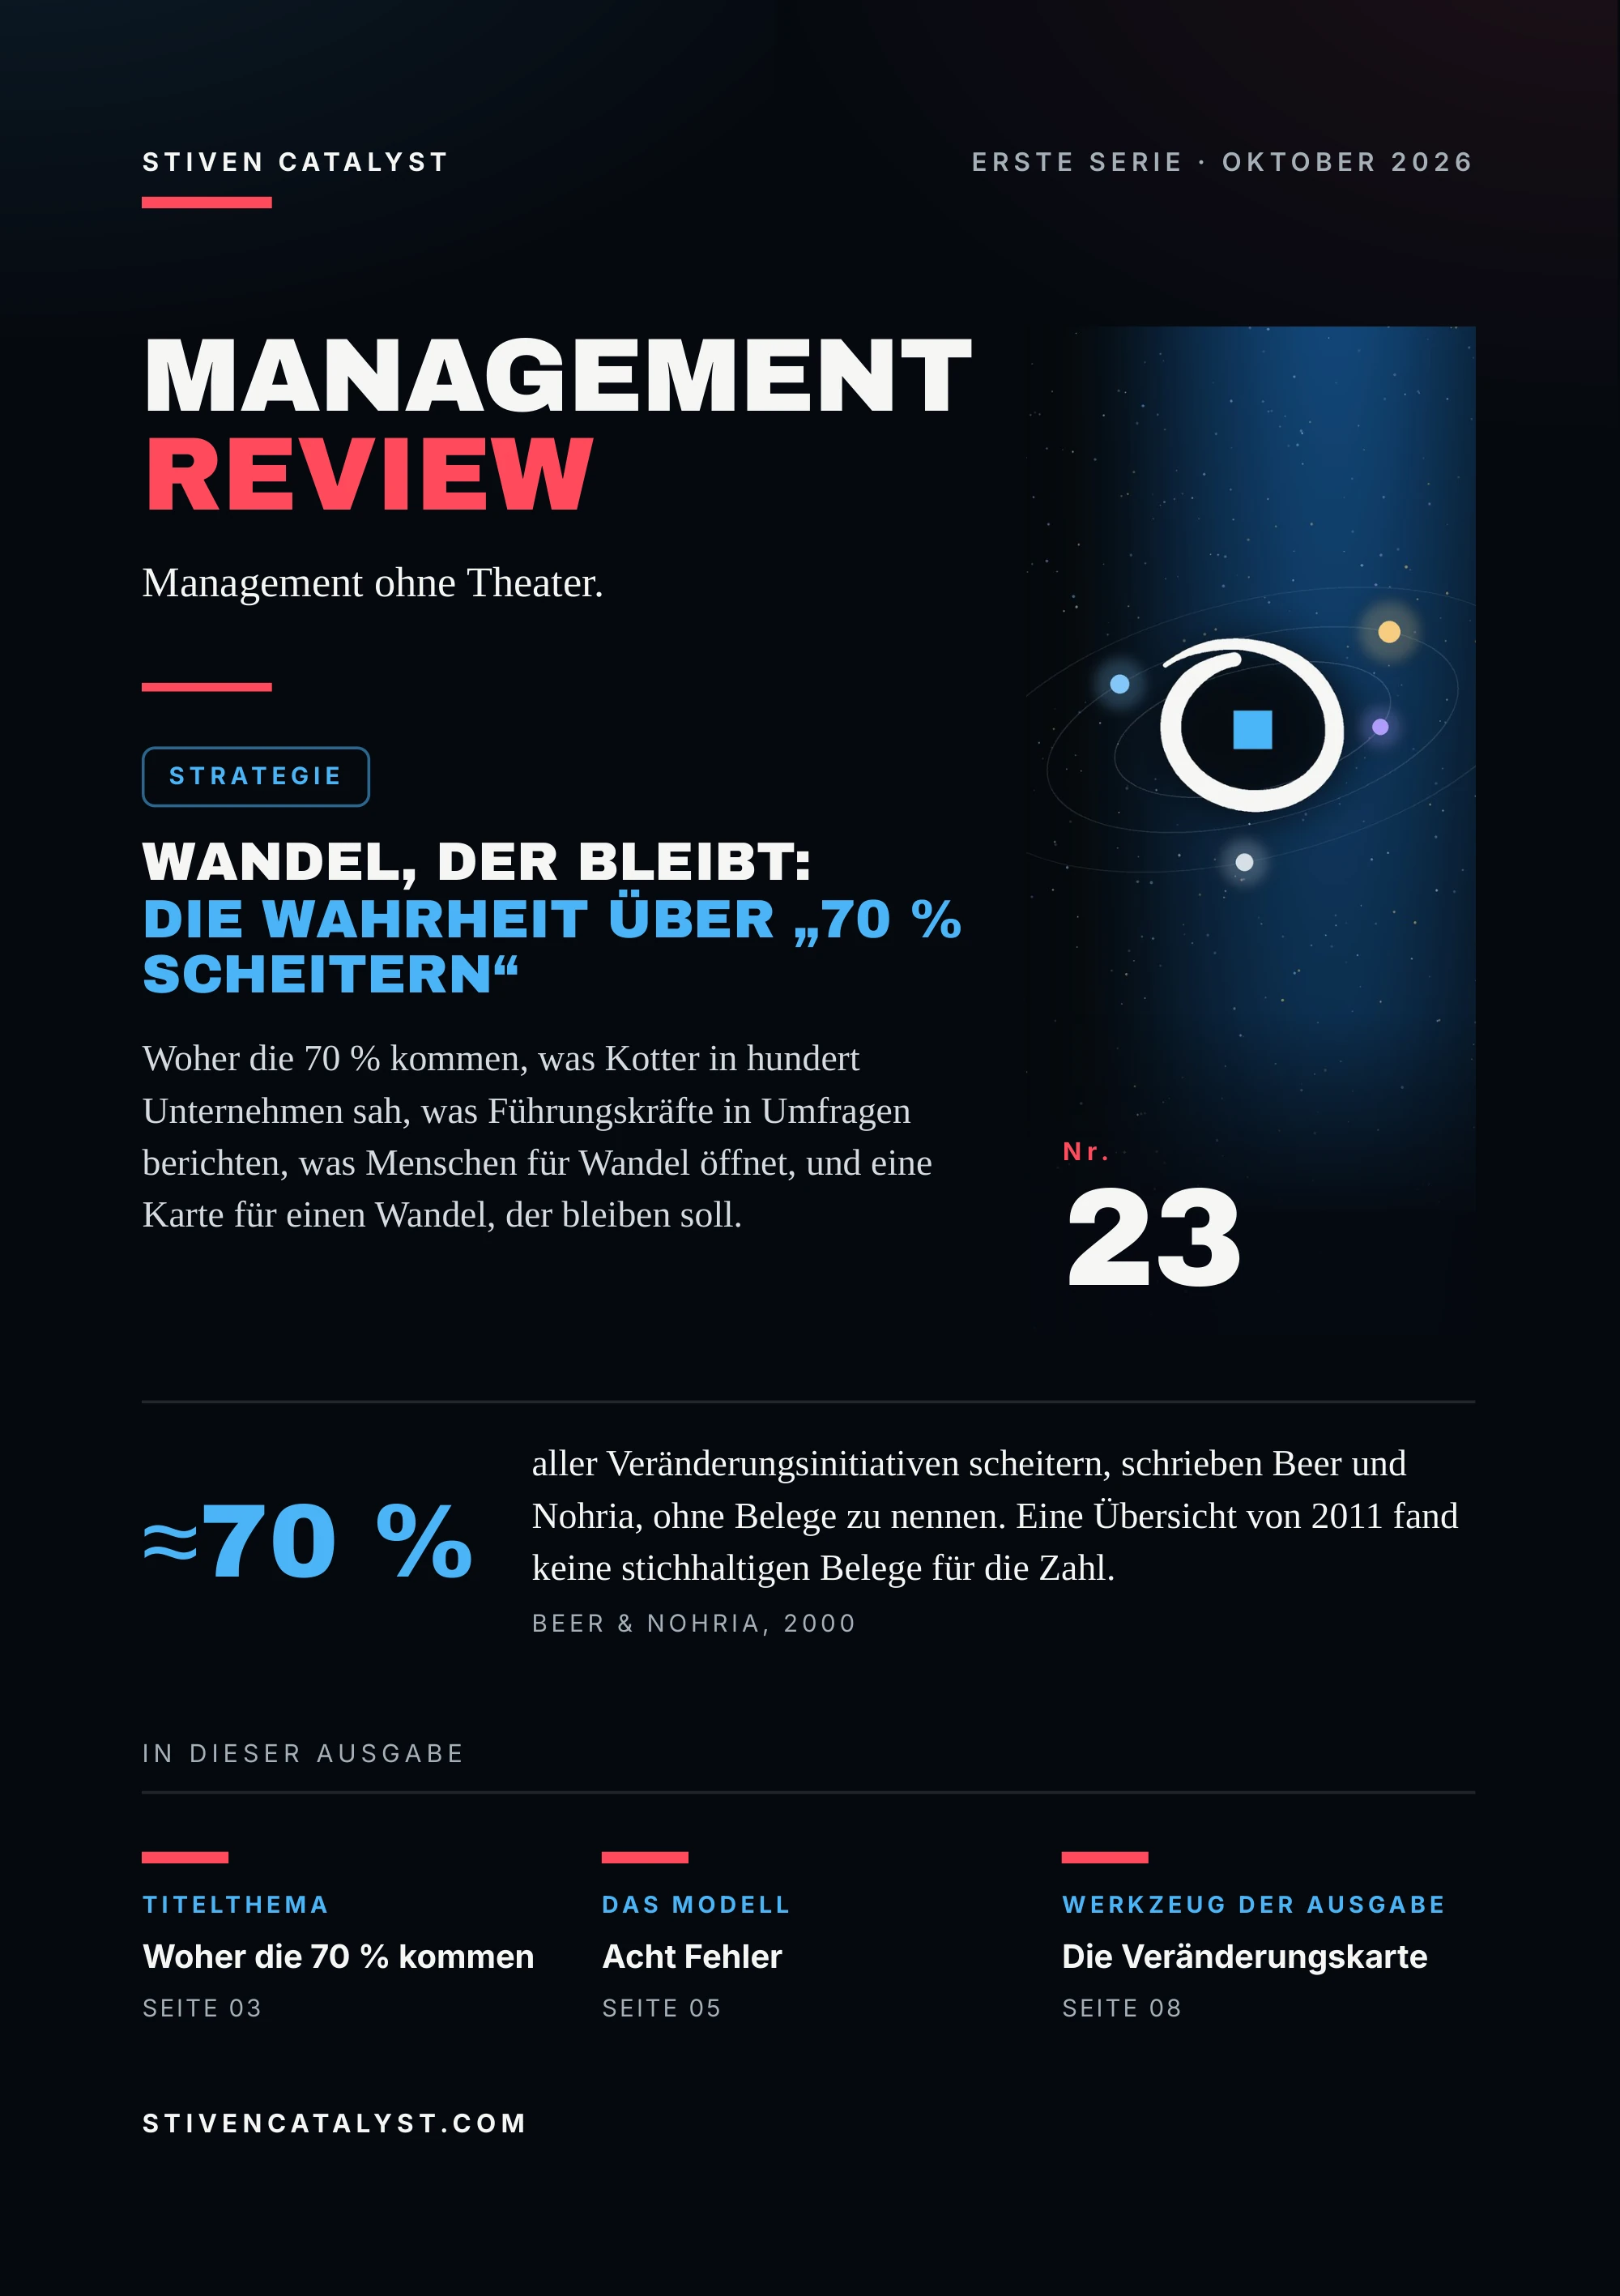 STIVEN CATALYST
ERSTE SERIE · OKTOBER 2026
MANAGEMENT
REVIEW
Management ohne Theater.
STRATEGIE
WANDEL, DER BLEIBT:
DIE WAHRHEIT ÜBER „70 %
SCHEITERN“
Woher die 70 % kommen, was Kotter in hundert
Unternehmen sah, was Führungskräfte in Umfragen
berichten, was Menschen für Wandel öffnet, und eine
Karte für einen Wandel, der bleiben soll.
Nr.
23
≈70 %
aller Veränderungsinitiativen scheitern, schrieben Beer und
Nohria, ohne Belege zu nennen. Eine Übersicht von 2011 fand
keine stichhaltigen Belege für die Zahl.
BEER & NOHRIA, 2000
IN DIESER AUSGABE
TITELTHEMA
Woher die 70 % kommen
SEITE 03
DAS MODELL
Acht Fehler
SEITE 05
WERKZEUG DER AUSGABE
Die Veränderungskarte
SEITE 08
STIVENCATALYST.COM